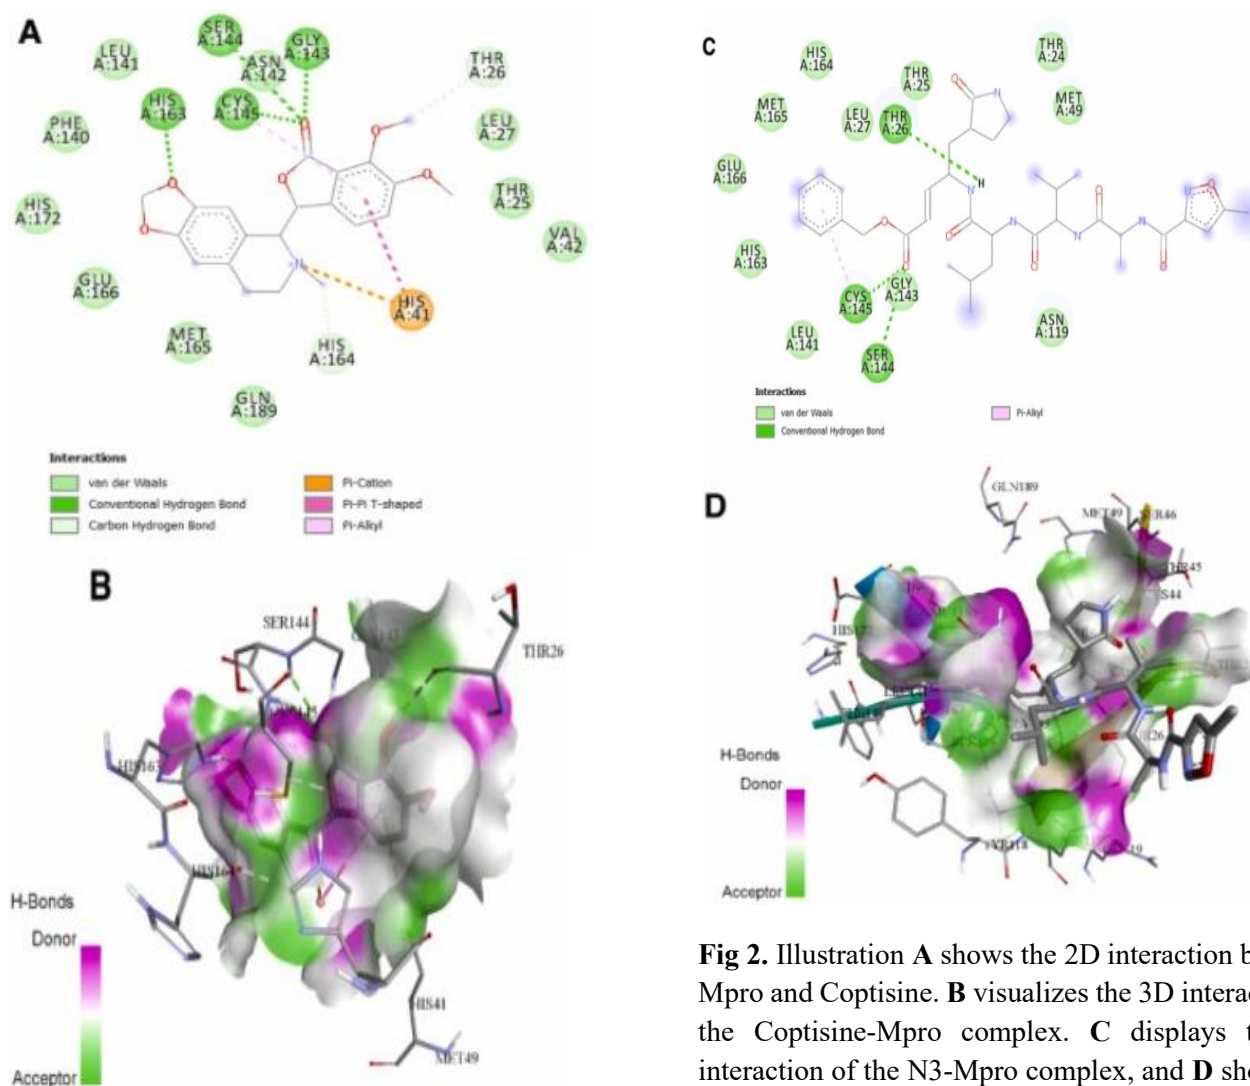 A
SER
A:144
GLY
A:143
LEU
A:141
ASN
A:142
THR
A:26
HIS
A:163
CYS
A:145
PHE
A:140
LEU
A:27
HIS
A:172
THR
A:25
VAL
A:42
GLU
A:166
HIS
A:41
MET
A:165
HIS
A:164
GLN
A:189
O
O
O
O
O
O
N
Interactions
van der Waals
Conventional Hydrogen Bond
Carbon Hydrogen Bond
Pi-Cation
Pi-Pi T-shaped
Pi-Alkyl
B
SER144
THR26
HIS163
HIS164
HIS41
MET49
H-Bonds
Donor
Acceptor
C
HIS
A:164
THR
A:24
THR
A:25
MET
A:165
LEU
A:27
THR
A:26
MET
A:49
GLU
A:166
HIS
A:163
CYS
A:145
GLY
A:143
LEU
A:141
SER
A:144
ASN
A:119
Interactions
van der Waals
Conventional Hydrogen Bond
Pi-Alkyl
D
GLN189
MET49
SER46
THR45
TYR118
H-Bonds
Donor
Acceptor
Fig 2. Illustration A shows the 2D interaction
Mpro and Coptisine. B visualizes the 3D
the Coptisine-Mpro complex. C displays
interaction of the N3-Mpro complex, and D